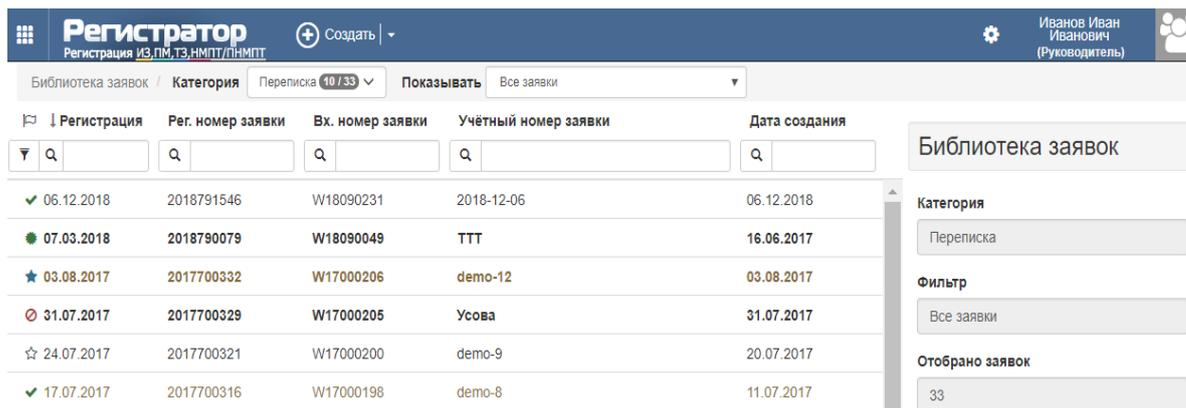 Регистратор
Регистрация ИЗ,ПМ,ТЗ,НМПТ/ПНМПТ
Создать
Иванов Иван
Иванович
(Руководитель)
Библиотека заявок / Категория Переписка 10 / 33 Показывать Все заявки
Регистрация Рег. номер заявки Вх. номер заявки Учётный номер заявки Дата создания
Библиотека заявок
06.12.2018 2018791546 W18090231 2018-12-06 06.12.2018
Категория
07.03.2018 2018790079 W18090049 ТТТ 16.06.2017
Переписка
03.08.2017 2017700332 W17000206 demo-12 03.08.2017
Фильтр
31.07.2017 2017700329 W17000205 Усова 31.07.2017
Все заявки
24.07.2017 2017700321 W17000200 demo-9 20.07.2017
Отобрано заявок
17.07.2017 2017700316 W17000198 demo-8 11.07.2017
33